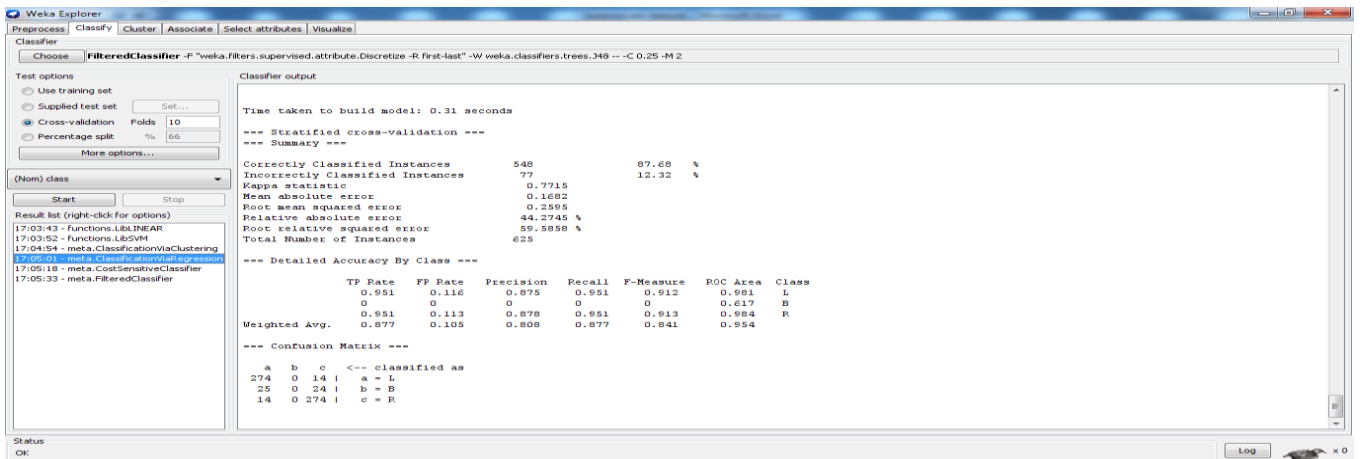 Weka Explorer
Preprocess Classify Cluster Associate Select attributes Visualize
Classifier
Choose FilteredClassifier -F "weka.filters.supervised.attribute.Discretize -R first-last" -W weka.classifiers.trees.J48 -- -C 0.25 -M 2
Test options
Use training set
Supplied test set Set...
Cross-validation Folds 10
Percentage split % 66
More options...
(Nom) class
Start Stop
Result list (right-click for options)
17:03:43 - functions.LibLINEAR
17:03:52 - functions.LibSVM
17:04:54 - meta.ClassificationViaClustering
17:05:01 - meta.ClassificationViaRegression
17:05:18 - meta.CostSensitiveClassifier
17:05:33 - meta.FilteredClassifier
Classifier output
Time taken to build model: 0.31 seconds
=== Stratified cross-validation ===
=== Summary ===
Correctly Classified Instances 548 87.68 %
Incorrectly Classified Instances 77 12.32 %
Kappa statistic 0.7715
Mean absolute error 0.1682
Root mean squared error 0.2595
Relative absolute error 44.2745 %
Root relative squared error 59.5858 %
Total Number of Instances 625
=== Detailed Accuracy By Class ===
TP Rate FP Rate Precision Recall F-Measure ROC Area Class
0.951 0.116 0.875 0.951 0.912 0.981 L
0 0 0 0 0 0.617 B
0.951 0.113 0.878 0.951 0.913 0.984 R
Weighted Avg. 0.877 0.105 0.808 0.877 0.841 0.954
=== Confusion Matrix ===
a b c <-- classified as
274 0 14 | a = L
25 0 24 | b = B
14 0 274 | c = R
Status
OK
Log x 0